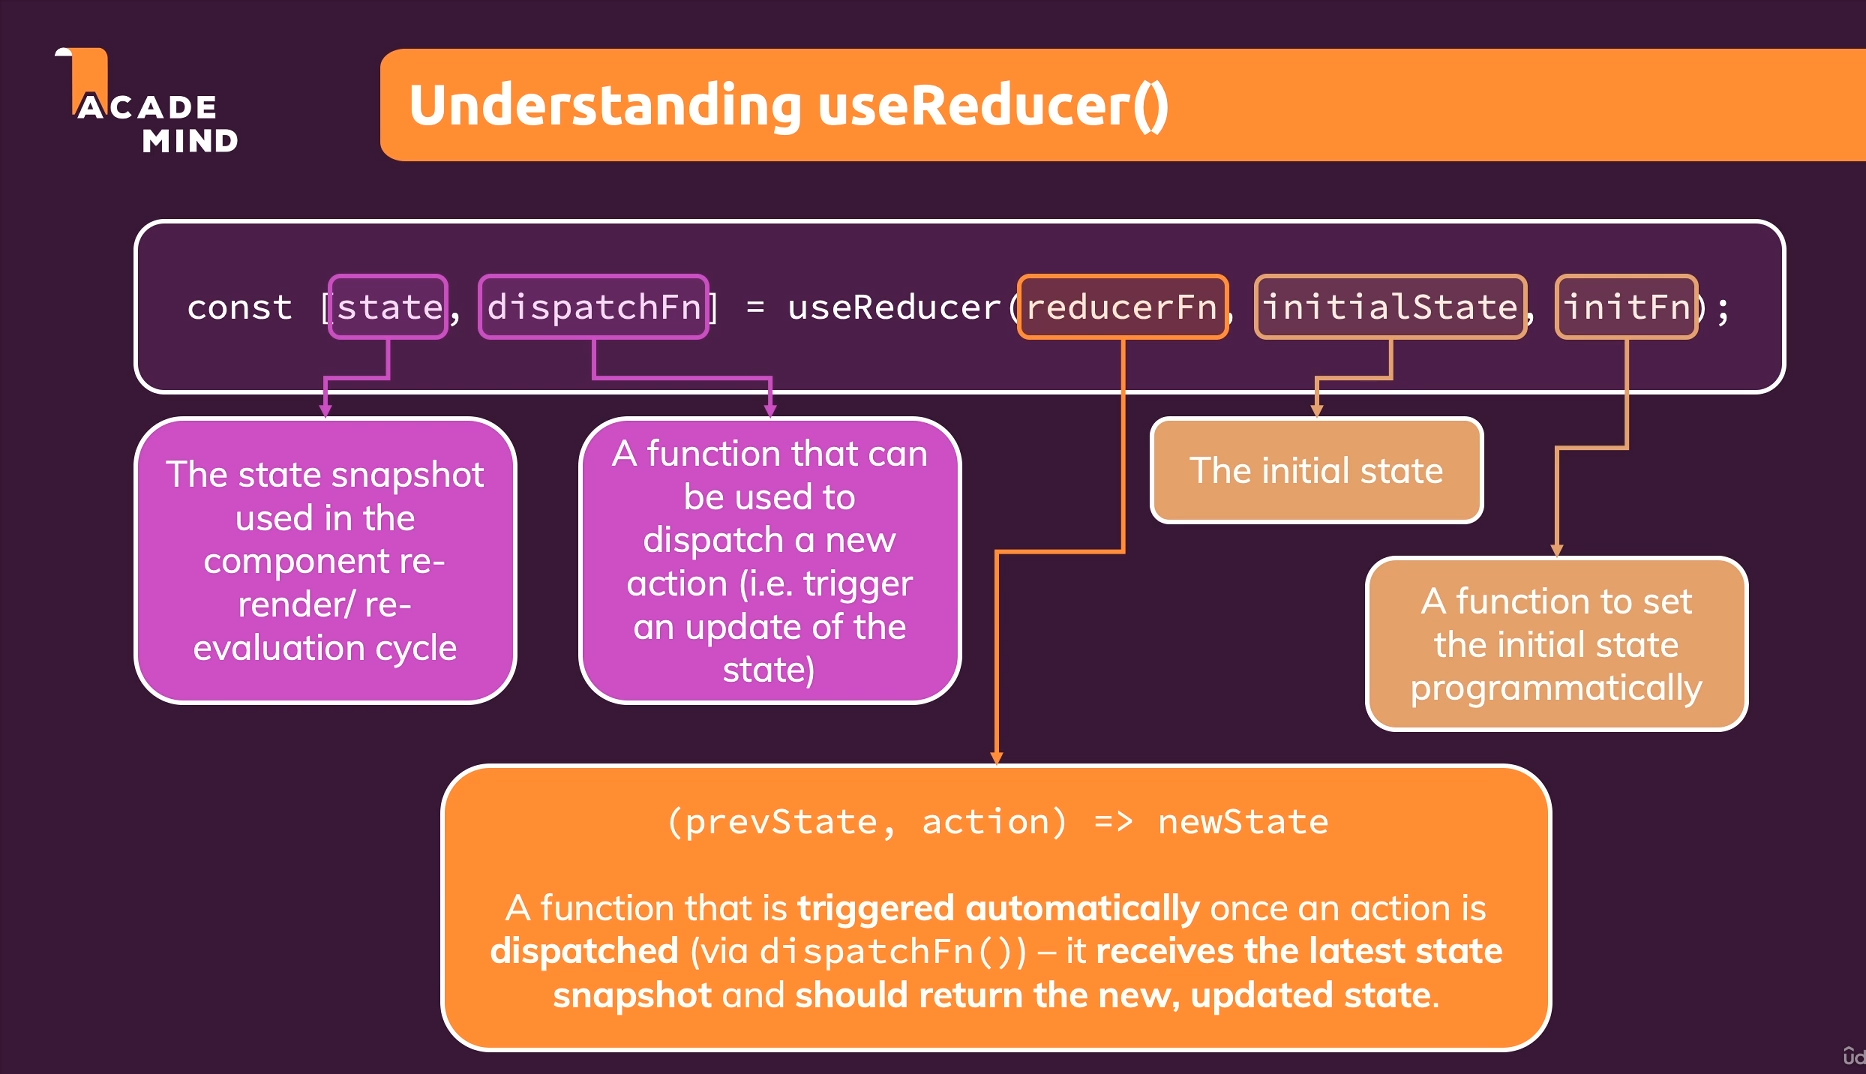 ACADE
MIND
Understanding useReducer()
const [state, dispatchFn] = useReducer(reducerFn, initialState, initFn);
The state snapshot
used in the
component re-
render/ re-
evaluation cycle
A function that can
be used to
dispatch a new
action (i.e. trigger
an update of the
state)
The initial state
A function to set
the initial state
programmatically
(prevState, action) => newState
A function that is triggered automatically once an action is
dispatched (via dispatchFn()) – it receives the latest state
snapshot and should return the new, updated state.